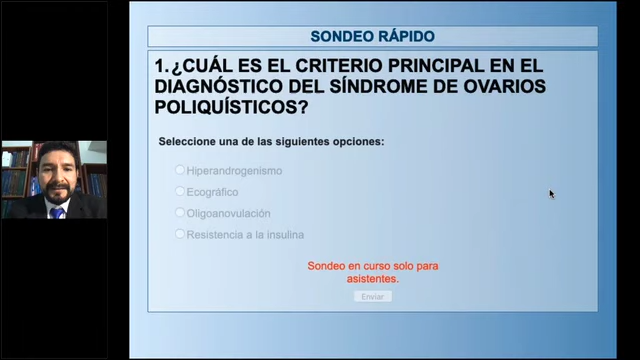 SONDEO RÁPIDO
1. ¿CUÁL ES EL CRITERIO PRINCIPAL EN EL
DIAGNÓSTICO DEL SÍNDROME DE OVARIOS
POLIQUÍSTICOS?
Seleccione una de las siguientes opciones:
Hiperandrogenismo
Ecográfico
Oligoanovulación
Resistencia a la insulina
Sondeo en curso solo para
asistentes.
Enviar